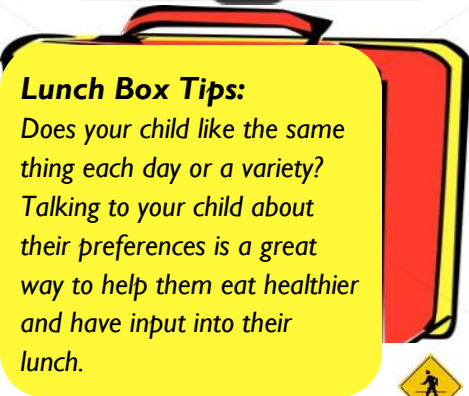 Lunch Box Tips:
Does your child like the same
thing each day or a variety?
Talking to your child about
their preferences is a great
way to help them eat healthier
and have input into their
lunch.